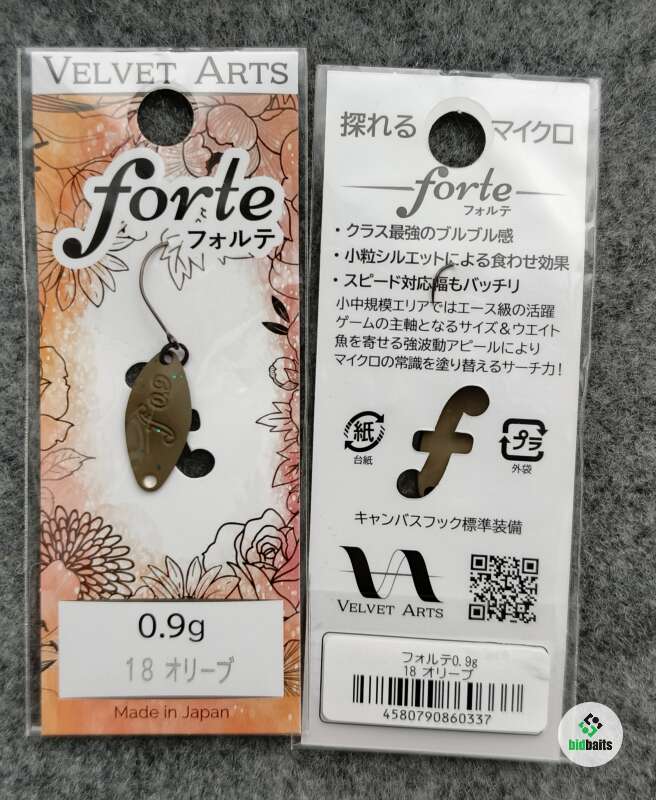 VELVET ARTS
forte
フォルテ
0.9g
18 オリーブ
Made in Japan
探れる マイクロ
forte
フォルテ
・クラス最強のブルブル感
・小粒シルエットによる食わせ効果
・スピード対応幅もバッチリ
小中規模エリアではエース級の活躍
ゲームの主軸となるサイズ＆ウエイト
魚を寄せる強波動アピールにより
マイクロの常識を塗り替えるサーチ力！
紙
台紙
プラ
外袋
キャンバスフック標準装備
VELVET ARTS
フォルテ0.9g
18 オリーブ
4580790860337
bidbaits